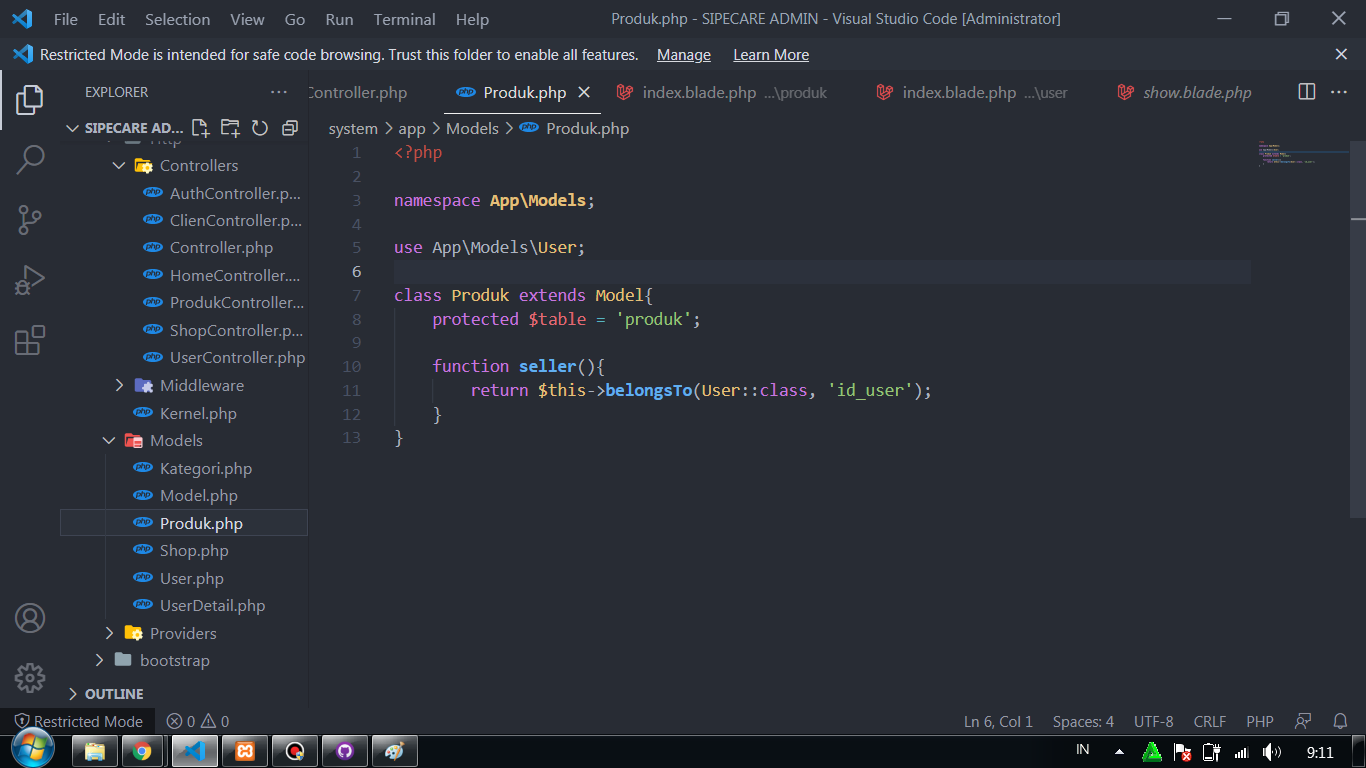 File Edit Selection View Go Run Terminal Help
Produk.php - SIPECARE ADMIN - Visual Studio Code [Administrator]
Restricted Mode is intended for safe code browsing. Trust this folder to enable all features. Manage Learn More
EXPLORER
Controller.php
Produk.php
index.blade.php ...\produk
index.blade.php ...\user
show.blade.php
SIPECARE AD...
system > app > Models > Produk.php
Http
Controllers
AuthController.p...
ClienController.p...
Controller.php
HomeController....
ProdukController...
ShopController.p...
UserController.php
Middleware
Kernel.php
Models
Kategori.php
Model.php
Produk.php
Shop.php
User.php
UserDetail.php
Providers
bootstrap
OUTLINE
1 <?php
2
3 namespace App\Models;
4
5 use App\Models\User;
6
7 class Produk extends Model{
8 protected $table = 'produk';
9
10 function seller(){
11 return $this->belongsTo(User::class, 'id_user');
12 }
13 }
Restricted Mode 0 0
Ln 6, Col 1 Spaces: 4 UTF-8 CRLF PHP
IN 9:11